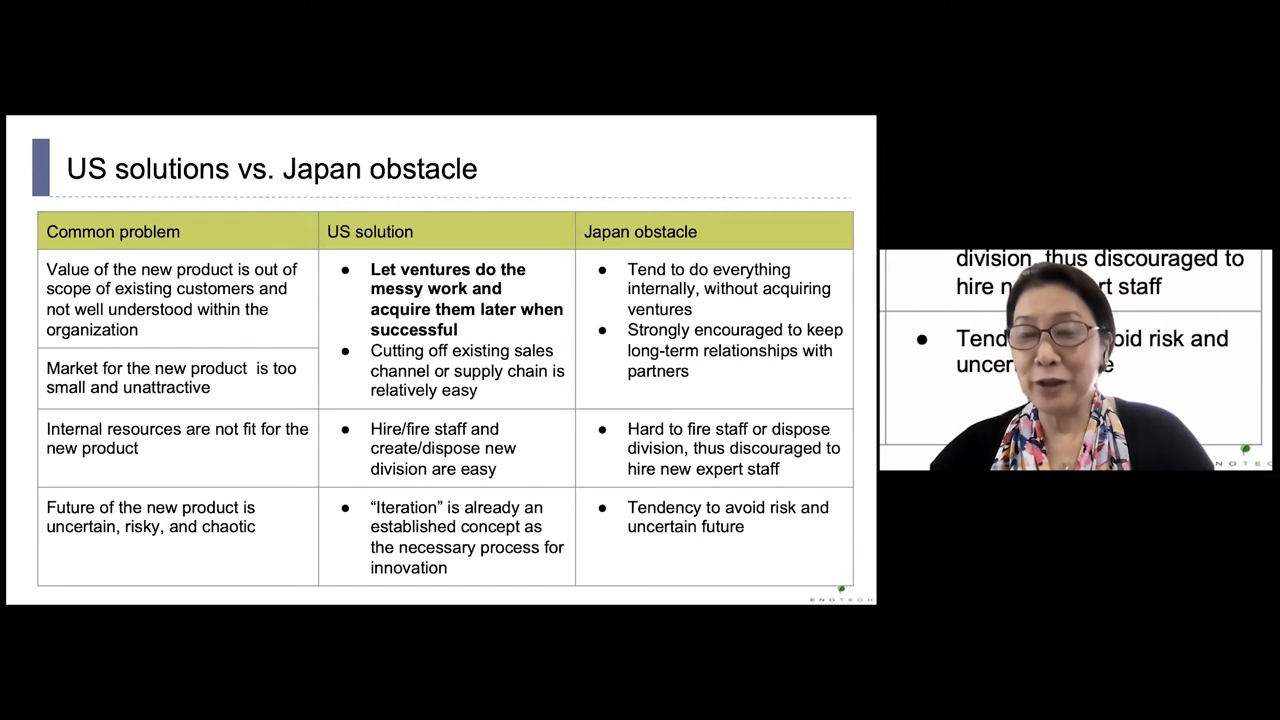 US solutions vs. Japan obstacle
Common problem
US solution
Japan obstacle
Value of the new product is out of
scope of existing customers and
not well understood within the
organization
Market for the new product is too
small and unattractive
● Let ventures do the
messy work and
acquire them later when
successful
● Cutting off existing sales
channel or supply chain is
relatively easy
● Tend to do everything
internally, without acquiring
ventures
● Strongly encouraged to keep
long-term relationships with
partners
Internal resources are not fit for the
new product
● Hire/fire staff and
create/dispose new
division are easy
● Hard to fire staff or dispose
division, thus discouraged to
hire new expert staff
Future of the new product is
uncertain, risky, and chaotic
● “Iteration” is already an
established concept as
the necessary process for
innovation
● Tendency to avoid risk and
uncertain future
ENOTECH
division, thus discouraged to
hire expert staff
● risk and